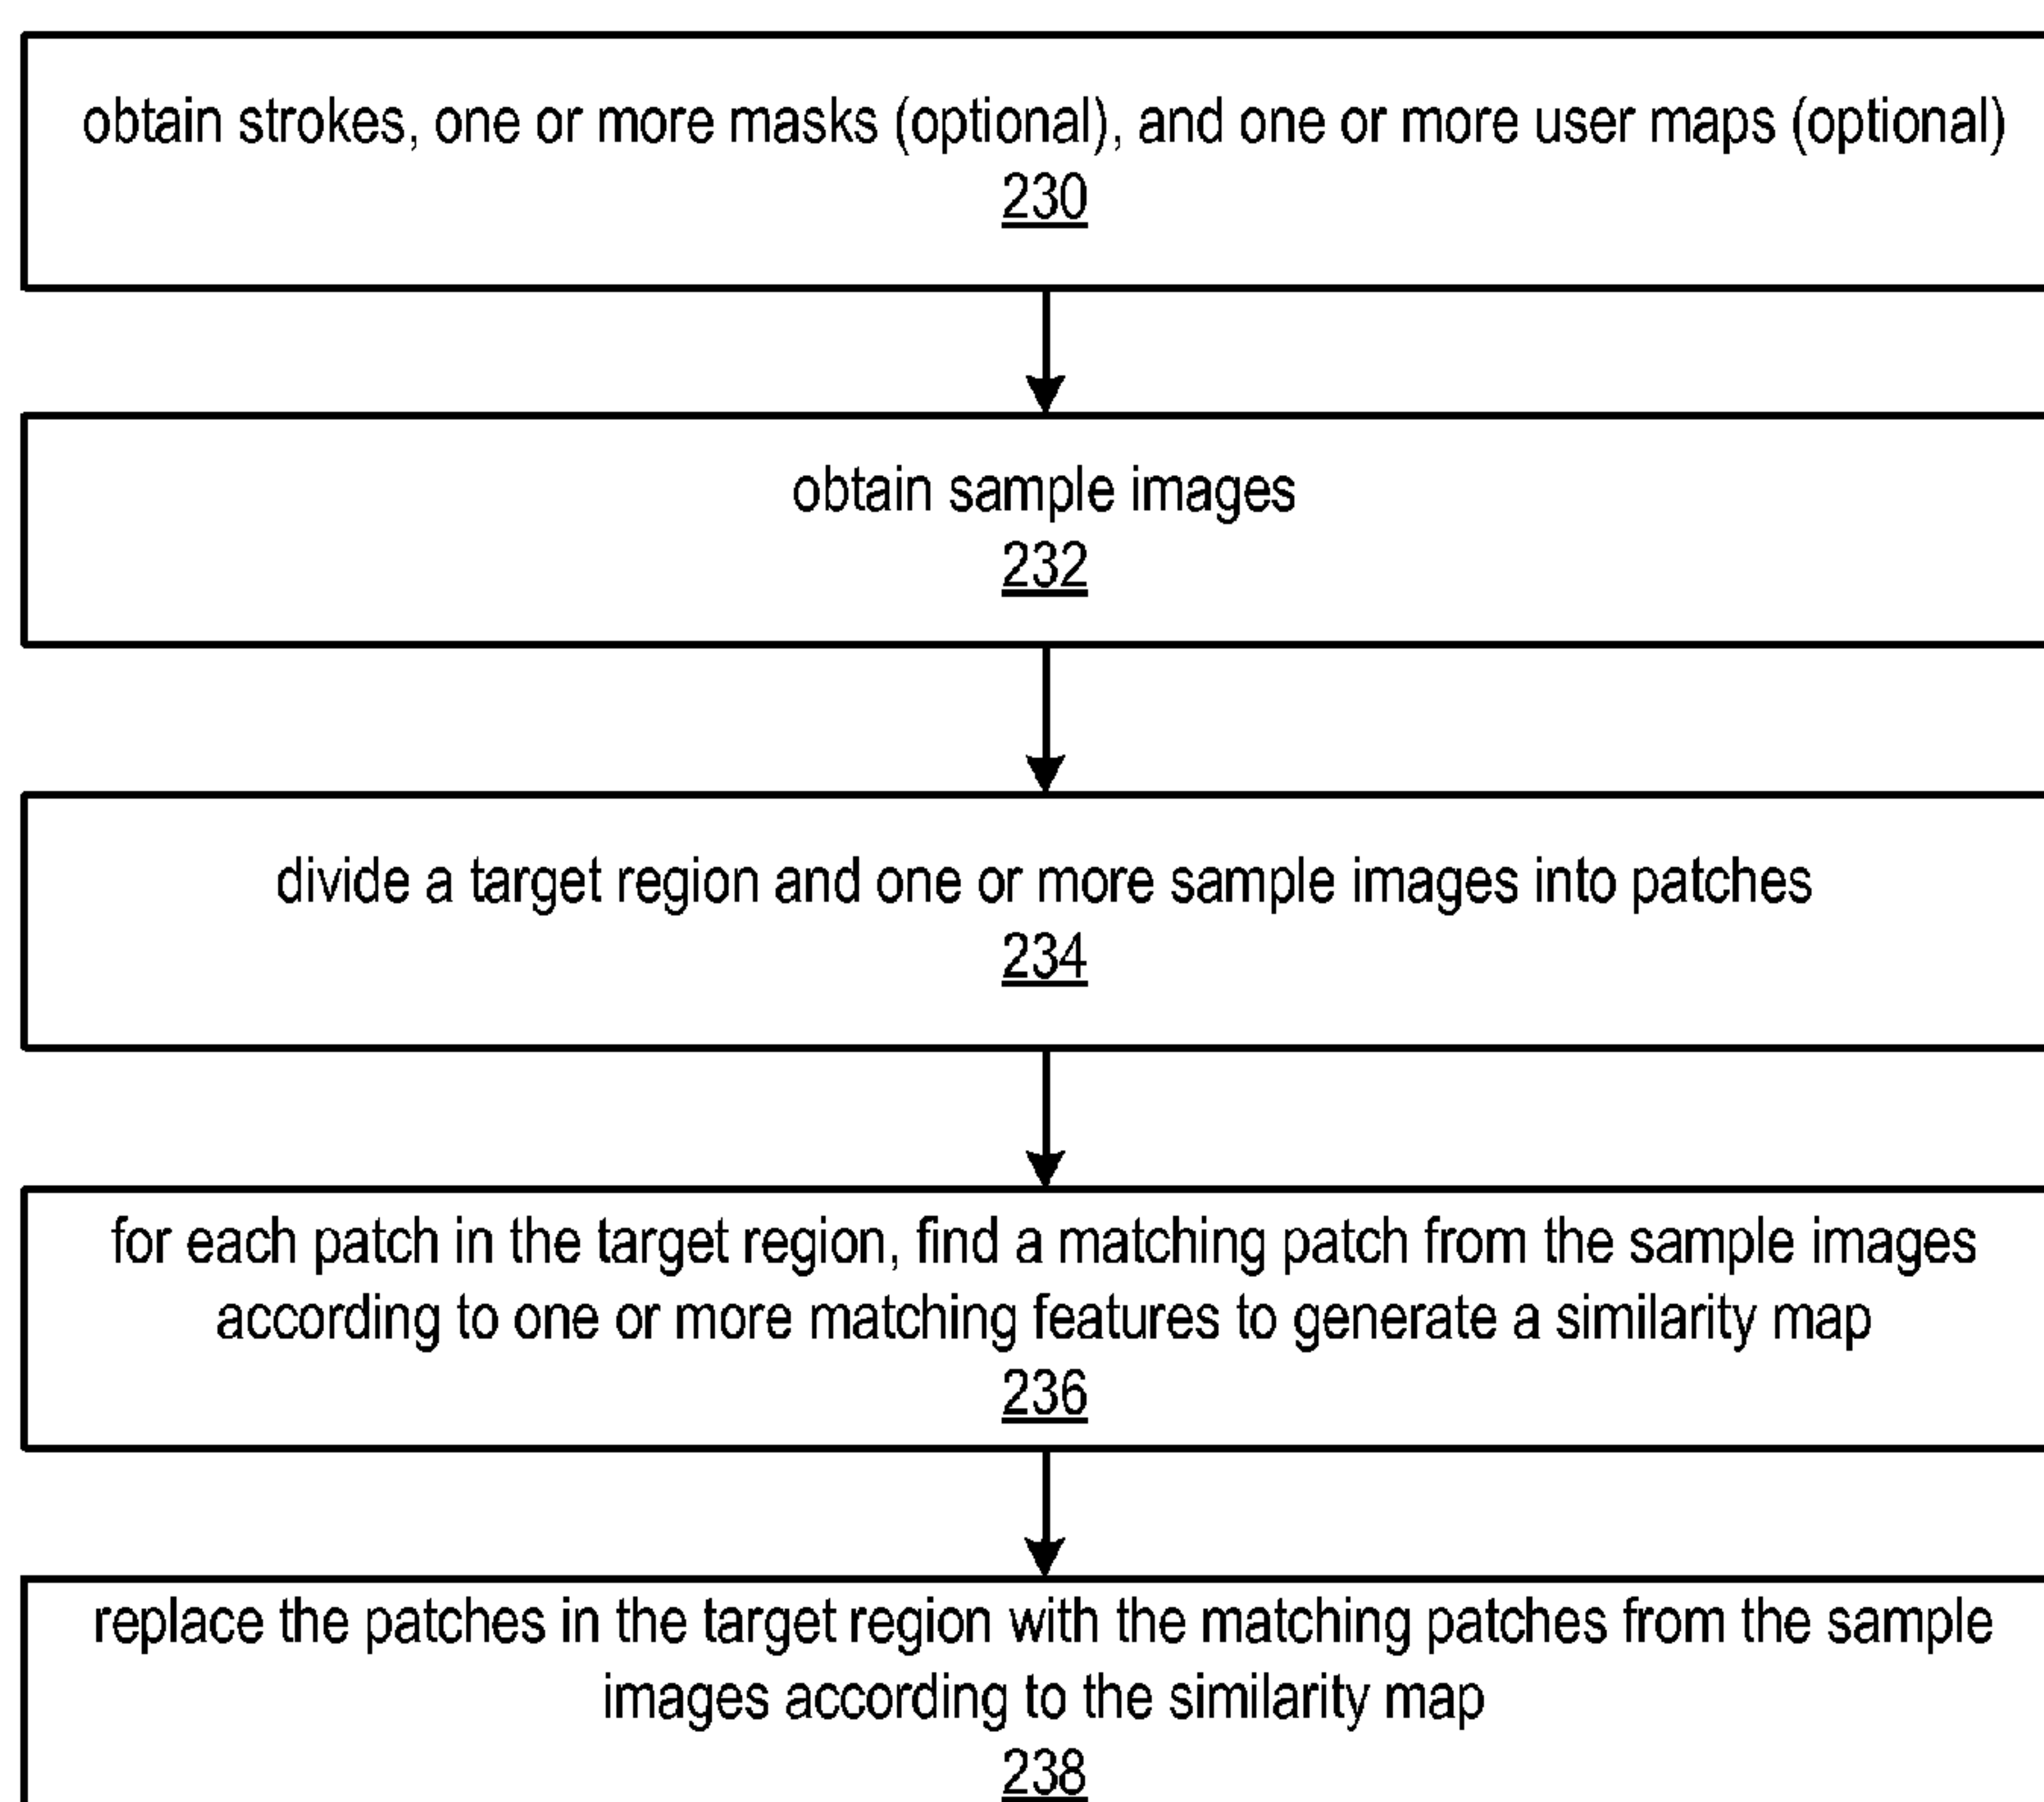 obtain strokes, one or more masks (optional), and one or more user maps (optional)
230
obtain sample images
232
divide a target region and one or more sample images into patches
234
for each patch in the target region, find a matching patch from the sample images
according to one or more matching features to generate a similarity map
236
replace the patches in the target region with the matching patches from the sample
images according to the similarity map
238